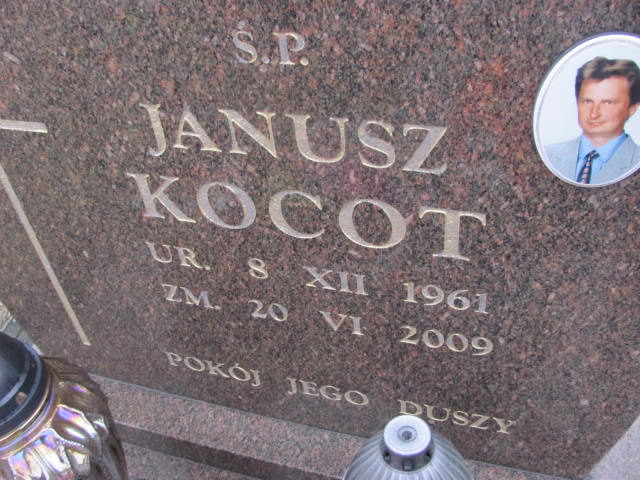 Ś.P.
JANUSZ
KOCOT
UR. 8 XII 1961
ZM. 20 VI 2009
POKÓJ JEGO DUSZY